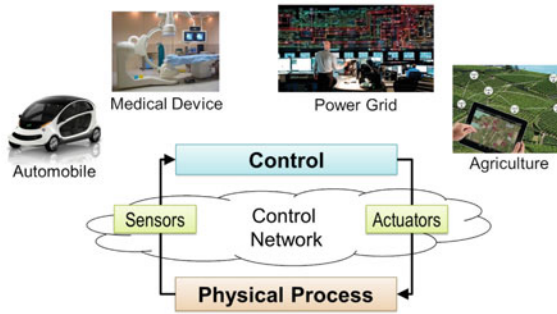 Medical Device
Power Grid
Automobile
Agriculture
Control
Sensors
Control
Network
Actuators
Physical Process